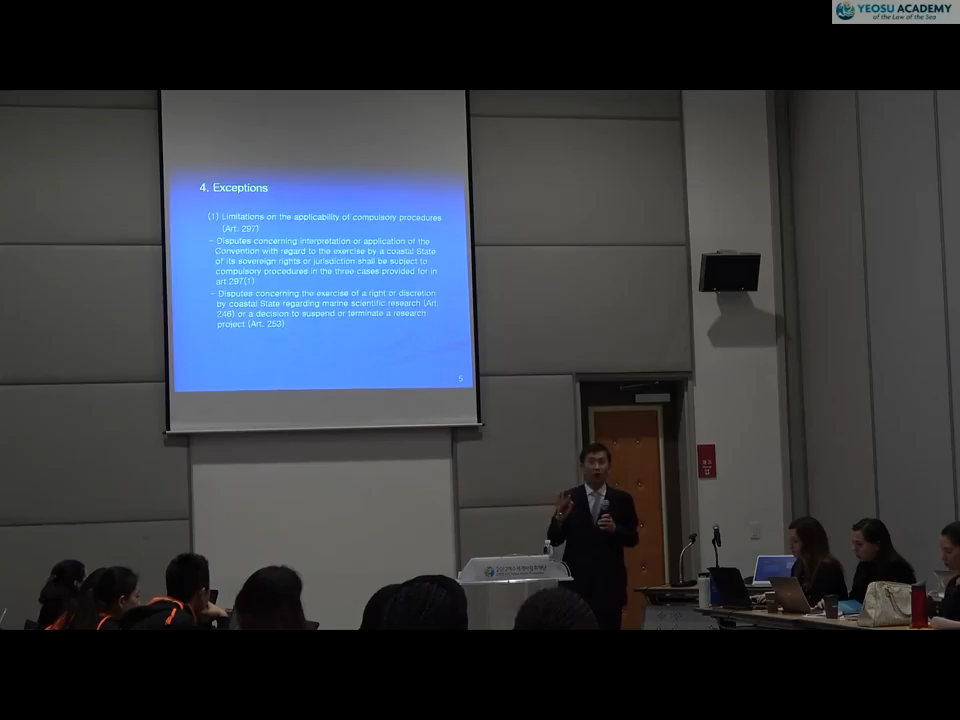 YEOSU ACADEMY
of the Law of the Sea
4. Exceptions
(1) Limitations on the applicability of compulsory procedures
(Art. 297)
- Disputes concerning interpretation or application of the
Convention with regard to the exercise by a coastal State
of its sovereign rights or jurisdiction shall be subject to
compulsory procedures in the three cases provided for in
art.297(1)
- Disputes concerning the exercise of a right or discretion
by coastal State regarding marine scientific research (Art.
246) or a decision to suspend or terminate a research
project (Art. 253)
5